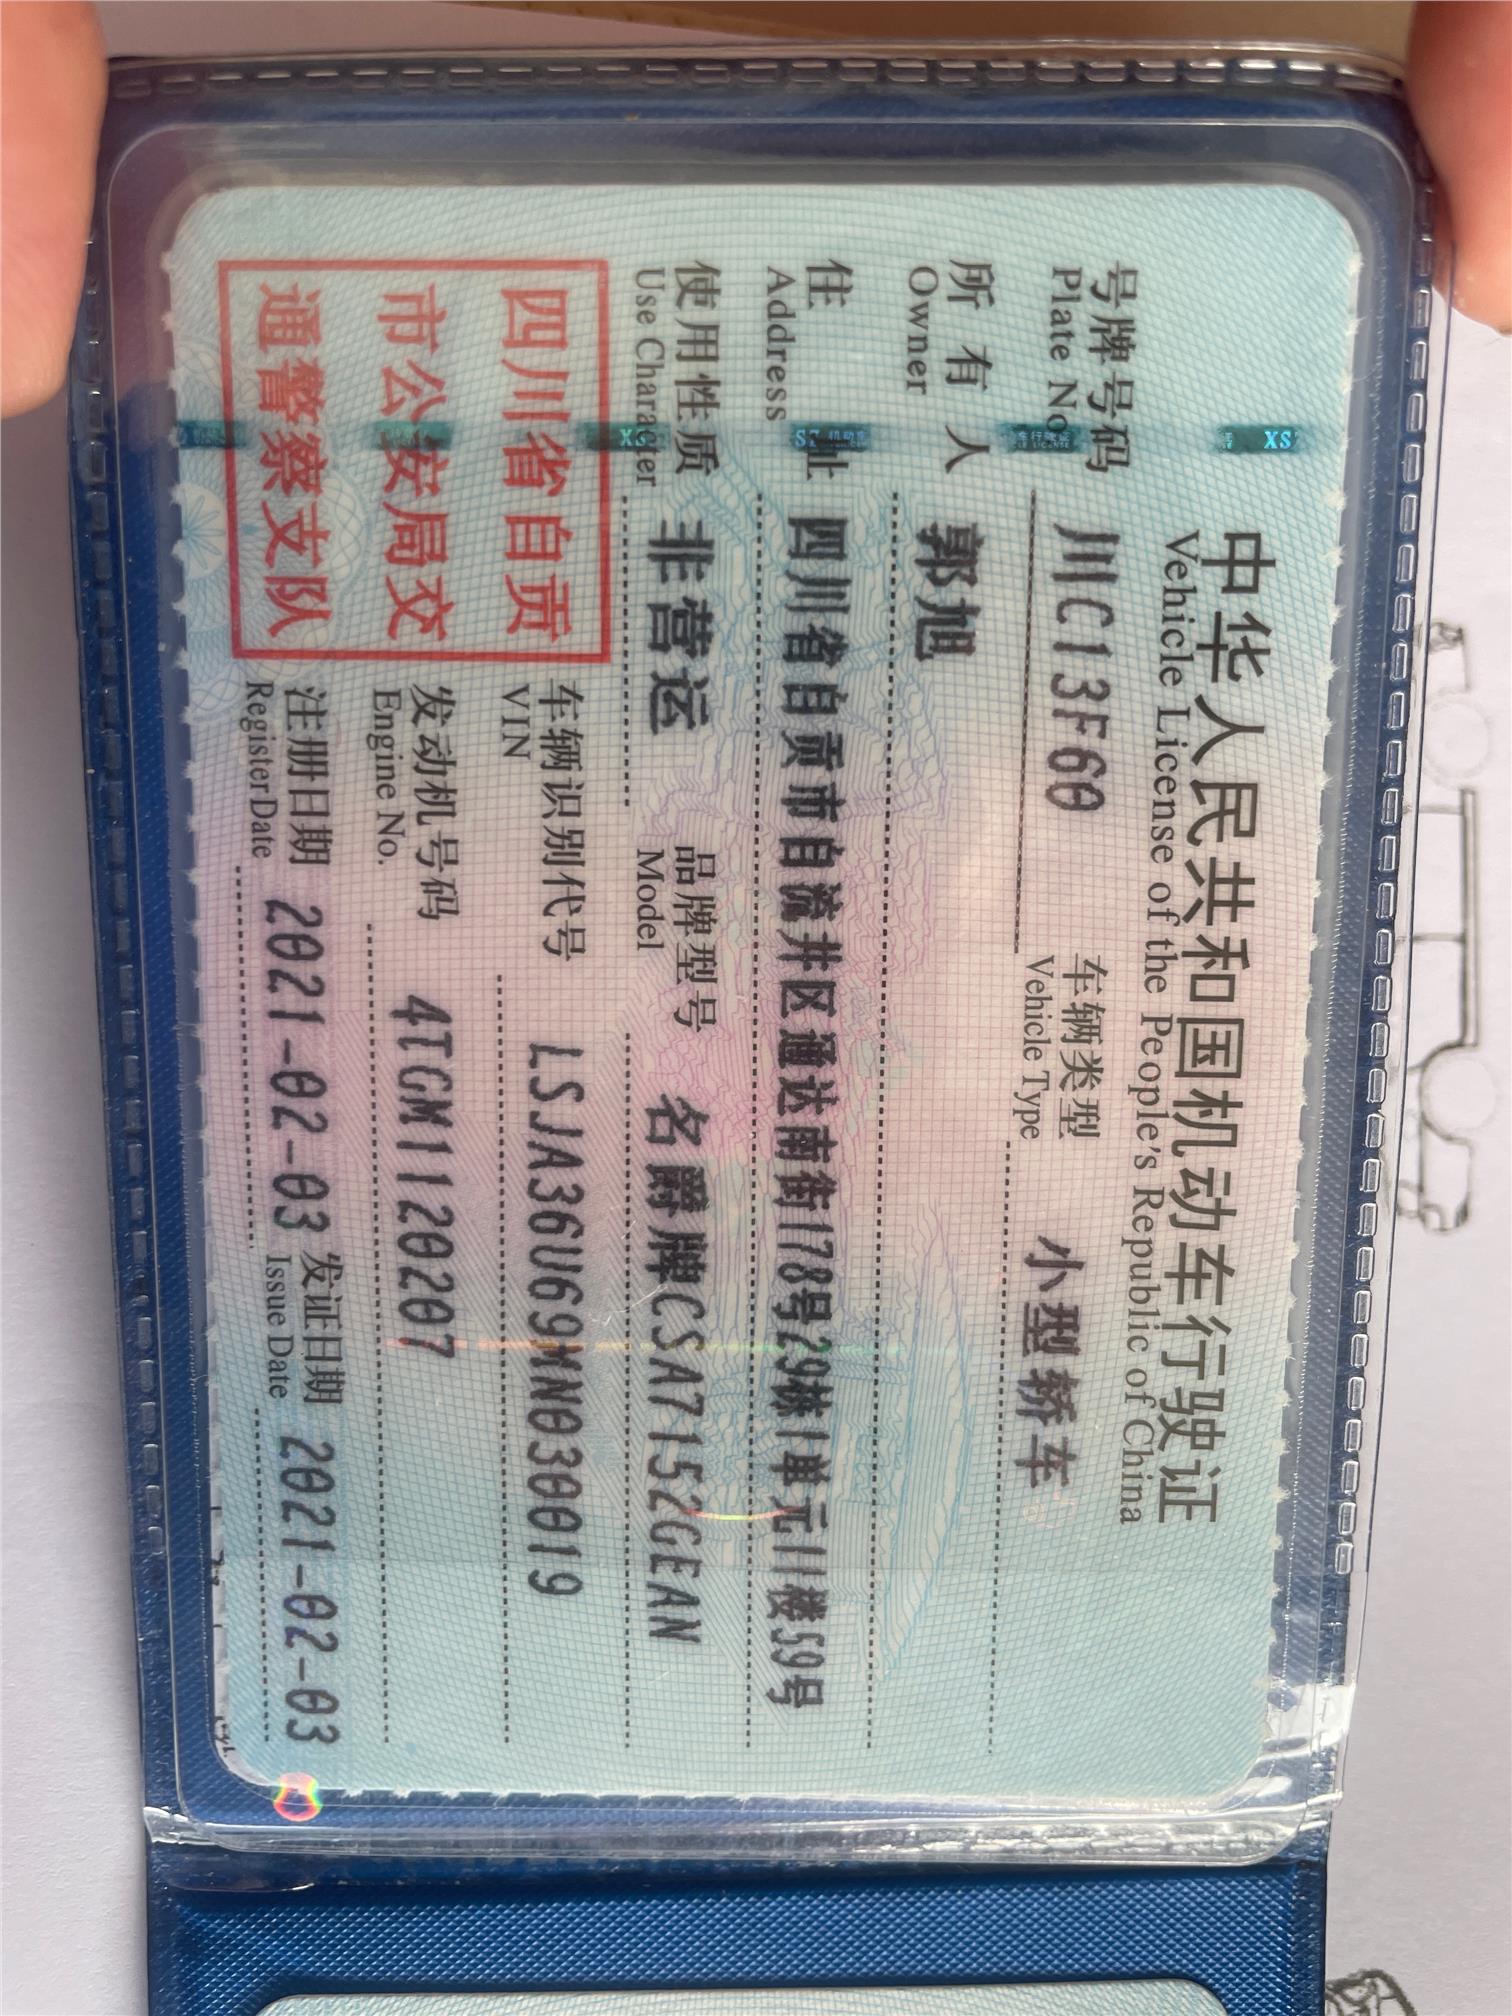 中华人民共和国机动车行驶证
Vehicle License of the People's Republic of China
号牌号码 川C13F60 车辆类型 小型轿车
Plate No. Vehicle Type
所有人 郭旭
Owner
住址 四川省自贡市自流井区通达南街178号29栋1单元11楼59号
Address
使用性质 非营运 品牌型号 名爵牌CSA7152GEAN
Use Character Model
四川省自贡
市公安局交
通警察支队
车辆识别代号 LSJA36U69MN030019
VIN
发动机号码 4TGM1120207
Engine No.
注册日期 2021-02-03 发证日期 2021-02-03
Register Date Issue Date